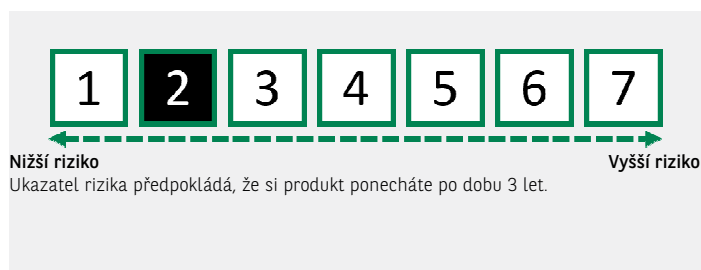 1 2 3 4 5 6 7
Nižší riziko Vyšší riziko
Ukazatel rizika předpokládá, že si produkt ponecháte po dobu 3 let.